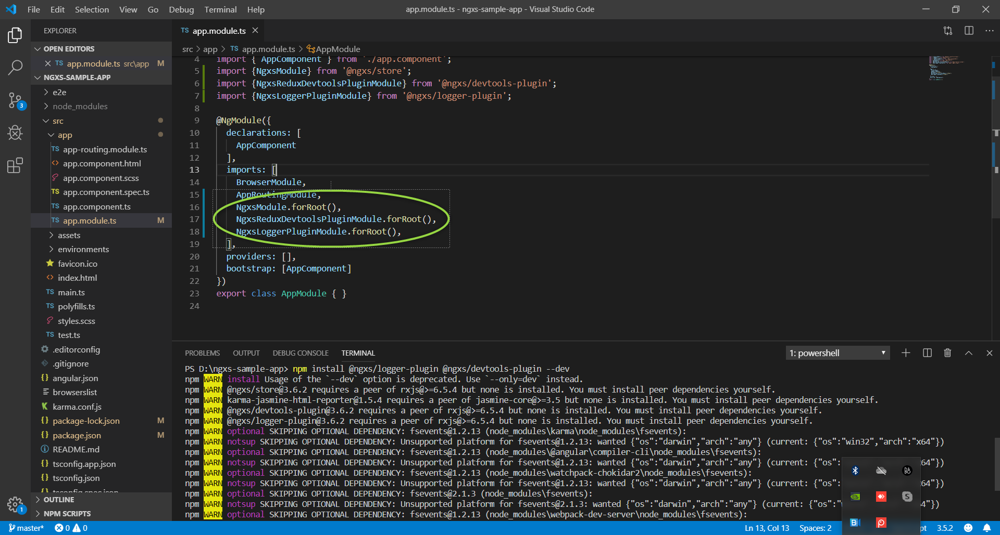 File Edit Selection View Go Debug Terminal Help
app.module.ts - ngxs-sample-app - Visual Studio Code
EXPLORER
OPEN EDITORS
TS app.module.ts src\app M
NGXS-SAMPLE-APP
e2e
node_modules
src
app
TS app-routing.module.ts
<> app.component.html
app.component.scss
TS app.component.spec.ts
TS app.component.ts
TS app.module.ts M
assets
environments
favicon.ico
<> index.html
TS main.ts
TS polyfills.ts
styles.scss
TS test.ts
.editorconfig
.gitignore
{} angular.json
browserslist
K karma.conf.js
{} package-lock.json M
{} package.json M
README.md
{} tsconfig.app.json
{} tsconfig.json
{} tsconfig.spec.json
OUTLINE
NPM SCRIPTS
3
1
TS app.module.ts
src > app > TS app.module.ts > AppModule
4 import { AppComponent } from './app.component';
5 import {NgxsModule} from '@ngxs/store';
6 import {NgxsReduxDevtoolsPluginModule} from '@ngxs/devtools-plugin';
7 import {NgxsLoggerPluginModule} from '@ngxs/logger-plugin';
8
9 @NgModule({
10 declarations: [
11 AppComponent
12 ],
13 imports: [
14 BrowserModule,
15 AppRoutingModule,
16 NgxsModule.forRoot(),
17 NgxsReduxDevtoolsPluginModule.forRoot(),
18 NgxsLoggerPluginModule.forRoot(),
19 ],
20 providers: [],
21 bootstrap: [AppComponent]
22 })
23 export class AppModule { }
24
PROBLEMS OUTPUT DEBUG CONSOLE TERMINAL
1: powershell
PS D:\ngxs-sample-app> npm install @ngxs/logger-plugin @ngxs/devtools-plugin --dev
npm WARN install Usage of the `--dev` option is deprecated. Use `--only=dev` instead.
npm WARN @ngxs/store@3.6.2 requires a peer of rxjs@>=6.5.4 but none is installed. You must install peer dependencies yourself.
npm WARN karma-jasmine-html-reporter@1.5.4 requires a peer of jasmine-core@>=3.5 but none is installed. You must install peer dependencies yourself.
npm WARN @ngxs/devtools-plugin@3.6.2 requires a peer of rxjs@>=6.5.4 but none is installed. You must install peer dependencies yourself.
npm WARN @ngxs/logger-plugin@3.6.2 requires a peer of rxjs@>=6.5.4 but none is installed. You must install peer dependencies yourself.
npm WARN optional SKIPPING OPTIONAL DEPENDENCY: fsevents@1.2.13 (node_modules\karma\node_modules\fsevents):
npm WARN notsup SKIPPING OPTIONAL DEPENDENCY: Unsupported platform for fsevents@1.2.13: wanted {"os":"darwin","arch":"any"} (current: {"os":"win32","arch":"x64"})
npm WARN optional SKIPPING OPTIONAL DEPENDENCY: fsevents@1.2.13 (node_modules\@angular\compiler-cli\node_modules\fsevents):
npm WARN notsup SKIPPING OPTIONAL DEPENDENCY: Unsupported platform for fsevents@1.2.13: wanted {"os":"darwin","arch":"any"} (current: {"os": x64"})
npm WARN optional SKIPPING OPTIONAL DEPENDENCY: fsevents@1.2.13 (node_modules\watchpack-chokidar2\node_modules\fsevents):
npm WARN notsup SKIPPING OPTIONAL DEPENDENCY: Unsupported platform for fsevents@1.2.13: wanted {"os":"darwin","arch":"any"} (current: {"os": x64"})
npm WARN optional SKIPPING OPTIONAL DEPENDENCY: fsevents@2.1.3 (node_modules\fsevents):
npm WARN notsup SKIPPING OPTIONAL DEPENDENCY: Unsupported platform for fsevents@2.1.3: wanted {"os":"darwin","arch":"any"} (current: {"os":" 4"})
npm WARN optional SKIPPING OPTIONAL DEPENDENCY: fsevents@1.2.13 (node_modules\webpack-dev-server\node_modules\fsevents):
master* 0 0
Ln 13, Col 13 Spaces: 2 pt 3.5.2